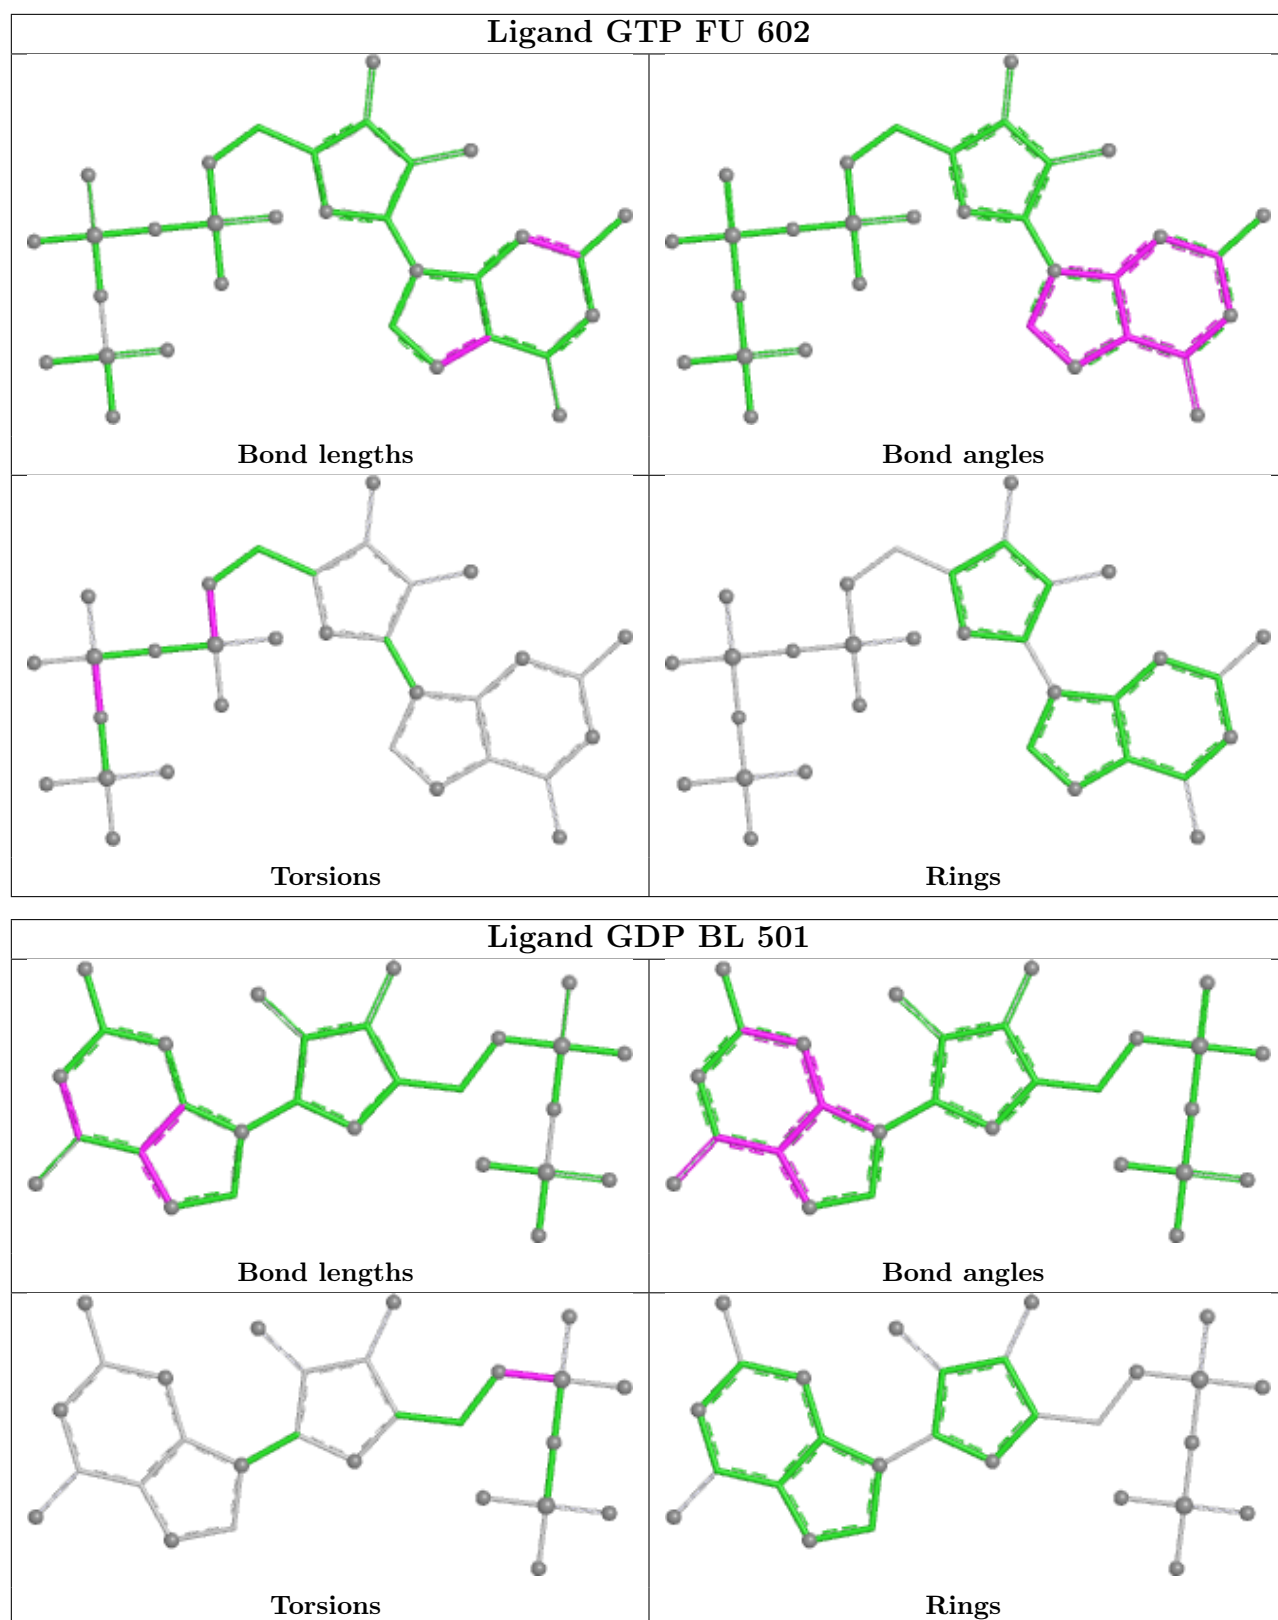 Ligand GTP FU 602
Bond lengths
Bond angles
Torsions
Rings
Ligand GDP BL 501
Bond lengths
Bond angles
Torsions
Rings